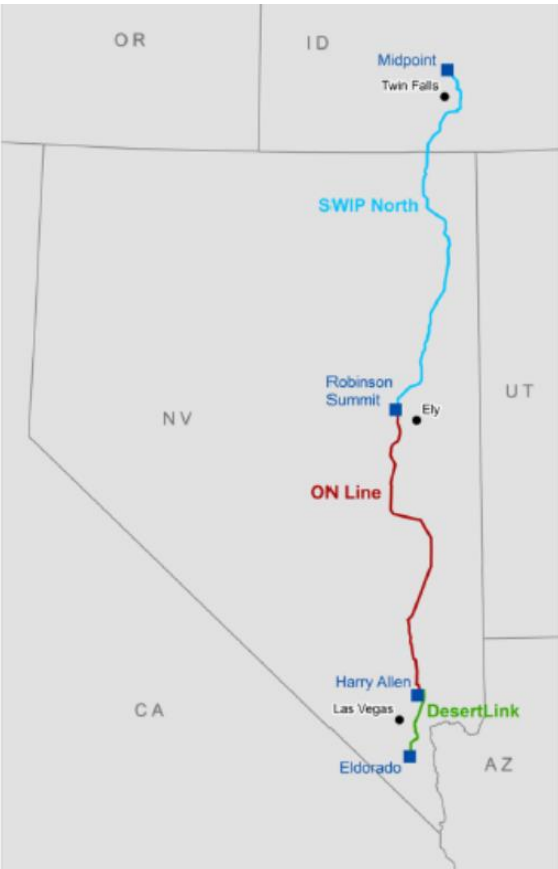 OR
ID
Midpoint
Twin Falls
SWIP North
UT
Robinson
Summit
Ely
NV
ON Line
Harry Allen
Las Vegas
DesertLink
CA
Eldorado
AZ